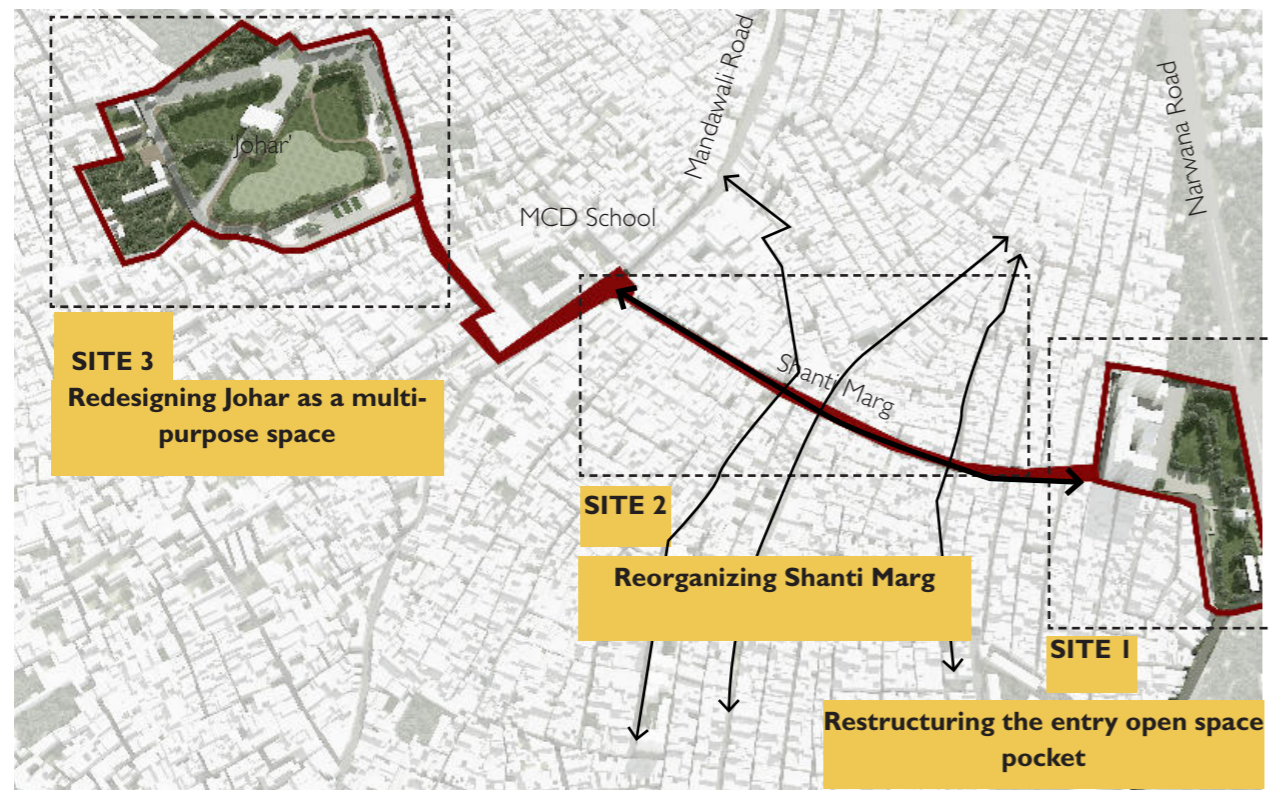 Mandawali Road
Narwana Road
'Johar'
MCD School
Shanti Marg
SITE 3
Redesigning Johar as a multi-
purpose space
SITE 2
Reorganizing Shanti Marg
SITE 1
Restructuring the entry open space
pocket